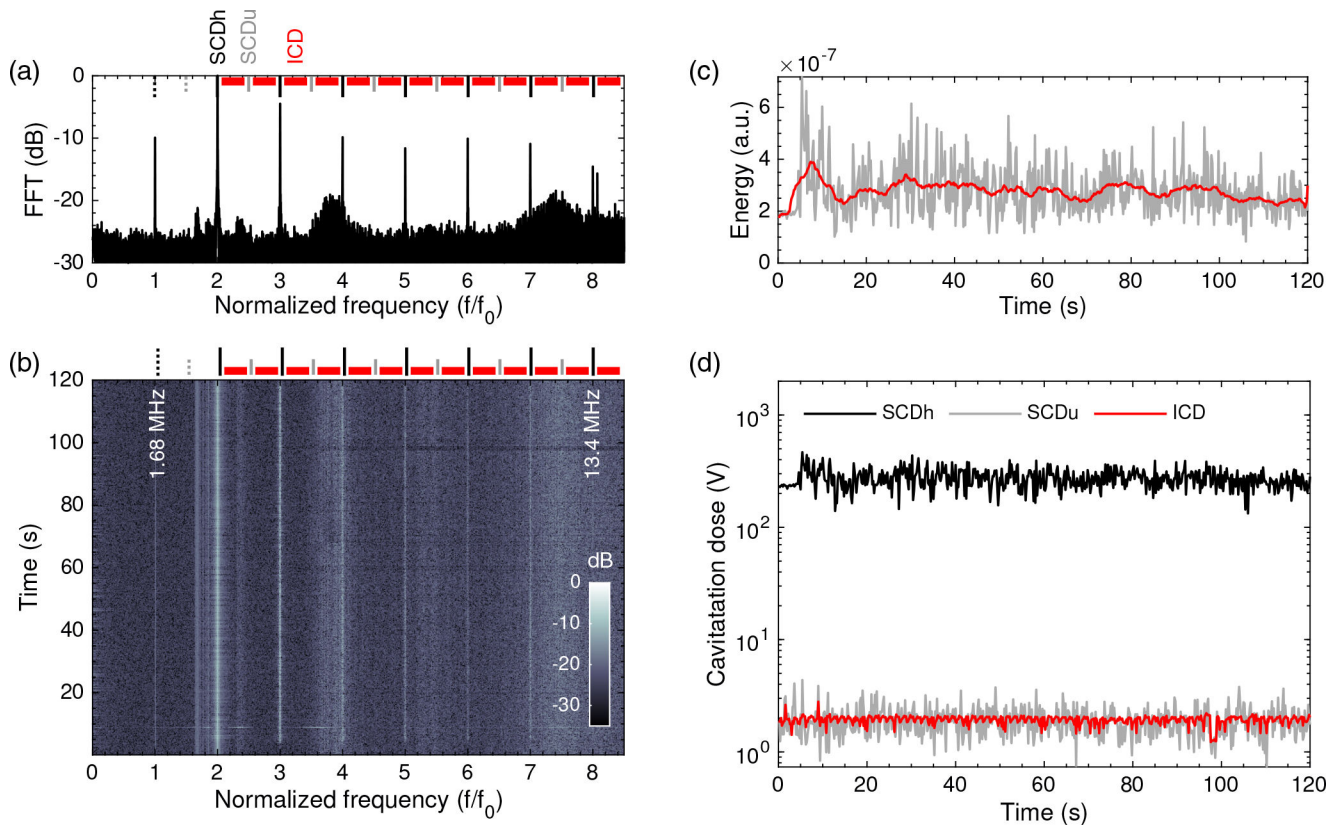 SCDh
SCDu
ICD
(a)
0
-10
-20
-30
FFT (dB)
0 1 2 3 4 5 6 7 8
Normalized frequency (f/f0)
(b)
120
100
80
60
40
20
Time (s)
1.68 MHz
13.4 MHz
dB
0
-10
-20
-30
0 1 2 3 4 5 6 7 8
Normalized frequency (f/f0)
(c)
× 10-7
6
4
2
0
Energy (a.u.)
0 20 40 60 80 100 120
Time (s)
(d)
SCDh SCDu ICD
103
102
101
100
Cavitatation dose (V)
0 20 40 60 80 100 120
Time (s)